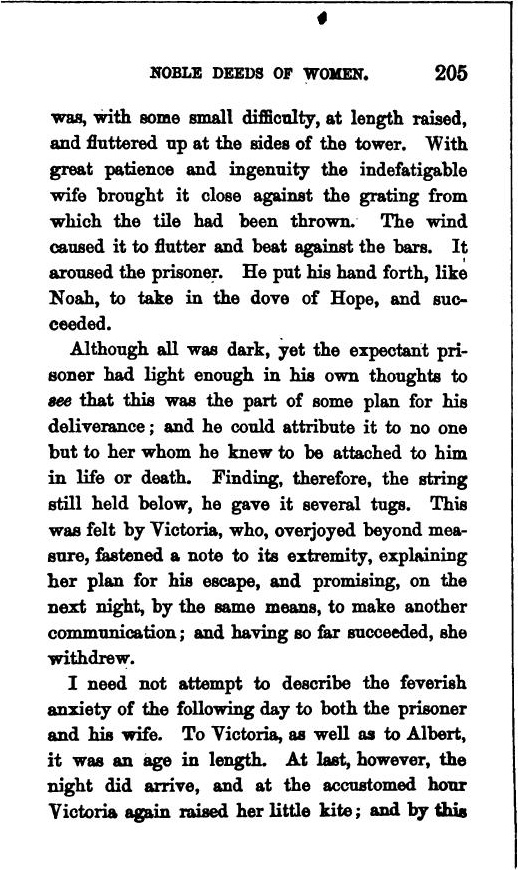 NOBLE DEEDS OF WOMEN. 205
was, with some small difficulty, at length raised,
and fluttered up at the sides of the tower. With
great patience and ingenuity the indefatigable
wife brought it close against the grating from
which the tile had been thrown. The wind
caused it to flutter and beat against the bars. It
aroused the prisoner. He put his hand forth, like
Noah, to take in the dove of Hope, and suc-
ceeded.
Although all was dark, yet the expectant pri-
soner had light enough in his own thoughts to
see that this was the part of some plan for his
deliverance; and he could attribute it to no one
but to her whom he knew to be attached to him
in life or death. Finding, therefore, the string
still held below, he gave it several tugs. This
was felt by Victoria, who, overjoyed beyond mea-
sure, fastened a note to its extremity, explaining
her plan for his escape, and promising, on the
next night, by the same means, to make another
communication; and having so far succeeded, she
withdrew.
I need not attempt to describe the feverish
anxiety of the following day to both the prisoner
and his wife. To Victoria, as well as to Albert,
it was an age in length. At last, however, the
night did arrive, and at the accustomed hour
Victoria again raised her little kite; and by this